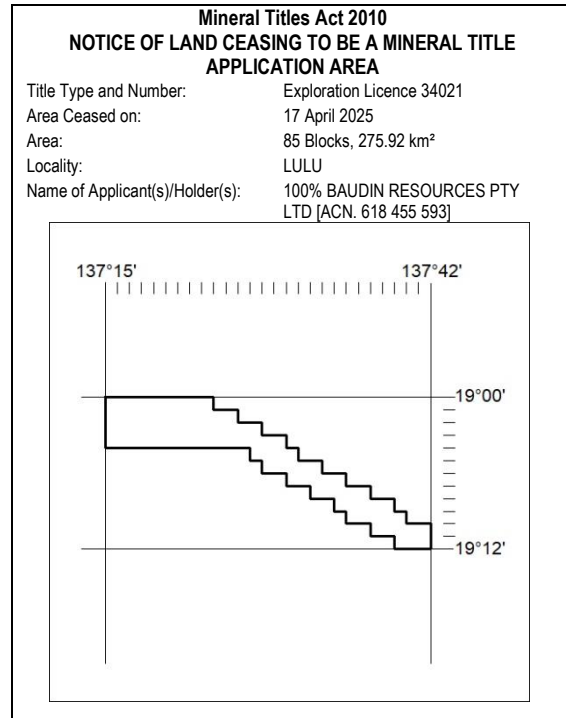 Mineral Titles Act 2010
NOTICE OF LAND CEASING TO BE A MINERAL TITLE
APPLICATION AREA
Title Type and Number: Exploration Licence 34021
Area Ceased on: 17 April 2025
Area: 85 Blocks, 275.92 km²
Locality: LULU
Name of Applicant(s)/Holder(s): 100% BAUDIN RESOURCES PTY
LTD [ACN. 618 455 593]
137°15' 137°42'
19°00'
19°12'